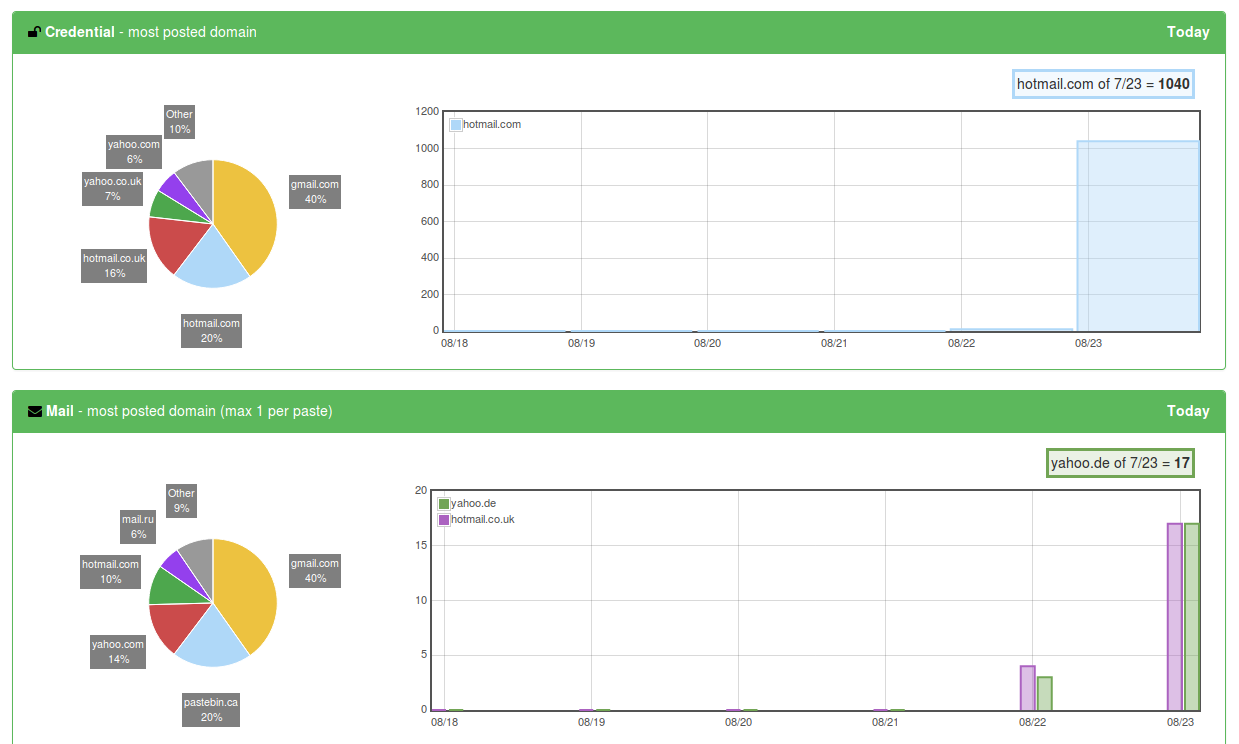 Credential - most posted domain
Today
hotmail.com of 7/23 = 1040
Other
10%
yahoo.com
6%
yahoo.co.uk
7%
gmail.com
40%
hotmail.co.uk
16%
hotmail.com
20%
1200
1000
800
600
400
200
0
hotmail.com
08/18
08/19
08/20
08/21
08/22
08/23
Mail - most posted domain (max 1 per paste)
Today
yahoo.de of 7/23 = 17
Other
9%
mail.ru
6%
hotmail.com
10%
gmail.com
40%
yahoo.com
14%
pastebin.ca
20%
20
15
10
5
0
yahoo.de
hotmail.co.uk
08/18
08/19
08/20
08/21
08/22
08/23